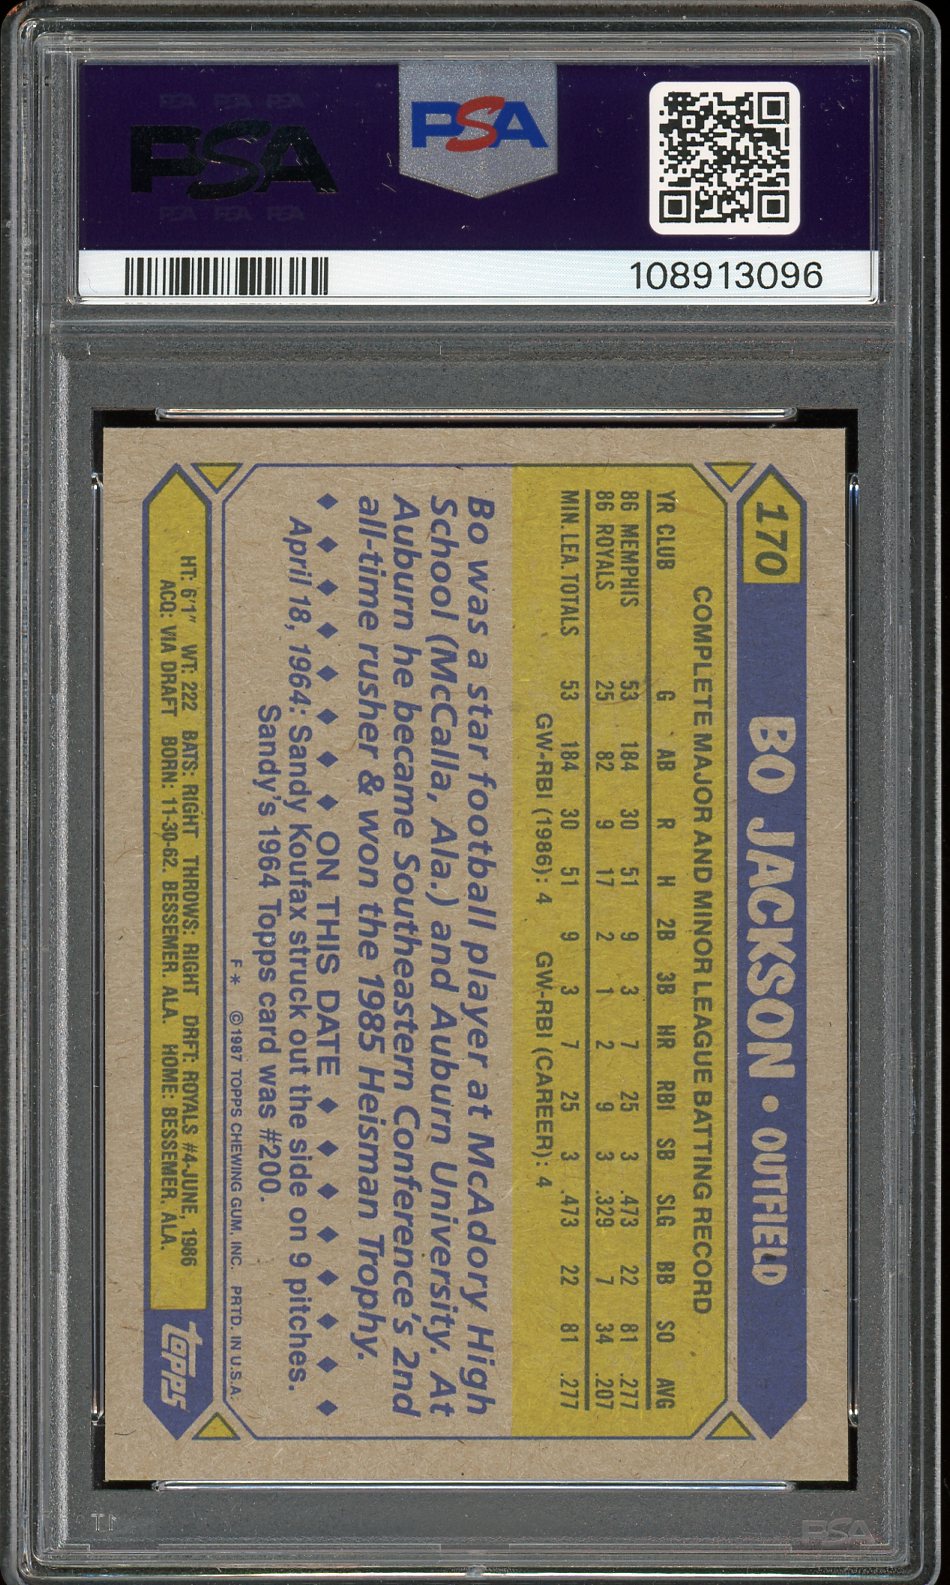 PSA PSA PSA
PSA
PSA PSA PSA
PSA
108913096
170 BO JACKSON • OUTFIELD
COMPLETE MAJOR AND MINOR LEAGUE BATTING RECORD
YR CLUB G AB R H 2B 3B HR RBI SB SLG BB SO AVG
86 MEMPHIS 53 184 30 51 9 3 7 25 3 .473 22 81 .277
86 ROYALS 25 82 9 17 2 1 2 9 3 .329 7 34 .207
MIN. LEA. TOTALS 53 184 30 51 9 3 7 25 3 .473 22 81 .277
GW-RBI (1986): 4 GW-RBI (CAREER): 4
Bo was a star football player at McAdory High
School (McCalla, Ala.) and Auburn University. At
Auburn he became Southeastern Conference's 2nd
all-time rusher & won the 1985 Heisman Trophy.
◆ ◆ ◆ ◆ ◆ ◆ ◆ ◆ ON THIS DATE ◆ ◆ ◆ ◆ ◆ ◆ ◆ ◆
April 18, 1964: Sandy Koufax struck out the side on 9 pitches.
Sandy's 1964 Topps card was #200.
F* ©1987 TOPPS CHEWING GUM, INC. PRTD. IN U.S.A.
HT: 6'1" WT: 222 BATS: RIGHT THROWS: RIGHT DRFT: ROYALS #4-JUNE, 1986
ACQ: VIA DRAFT BORN: 11-30-62, BESSEMER, ALA. HOME: BESSEMER, ALA.
topps
PSA